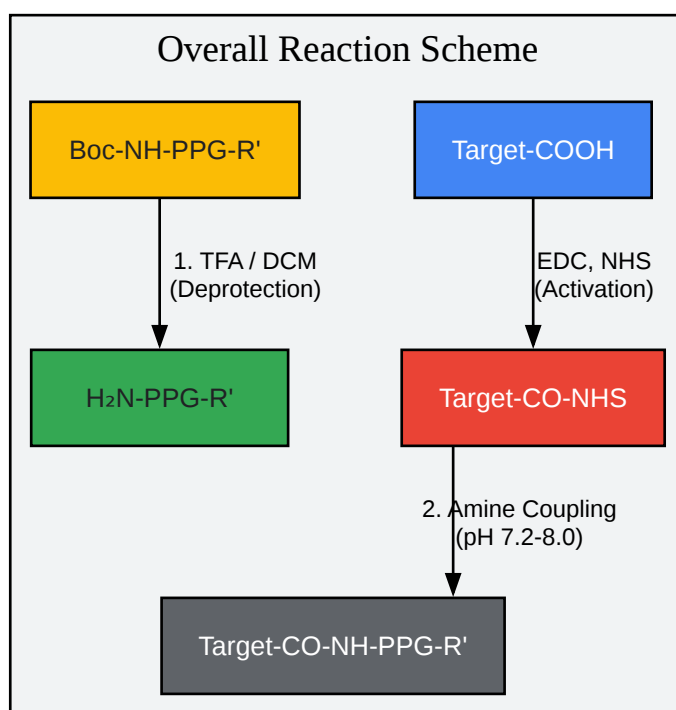 Overall Reaction Scheme
Boc-NH-PPG-R'
Target-COOH
1. TFA / DCM
(Deprotection)
EDC, NHS
(Activation)
H₂N-PPG-R'
Target-CO-NHS
2. Amine Coupling
(pH 7.2-8.0)
Target-CO-NH-PPG-R'